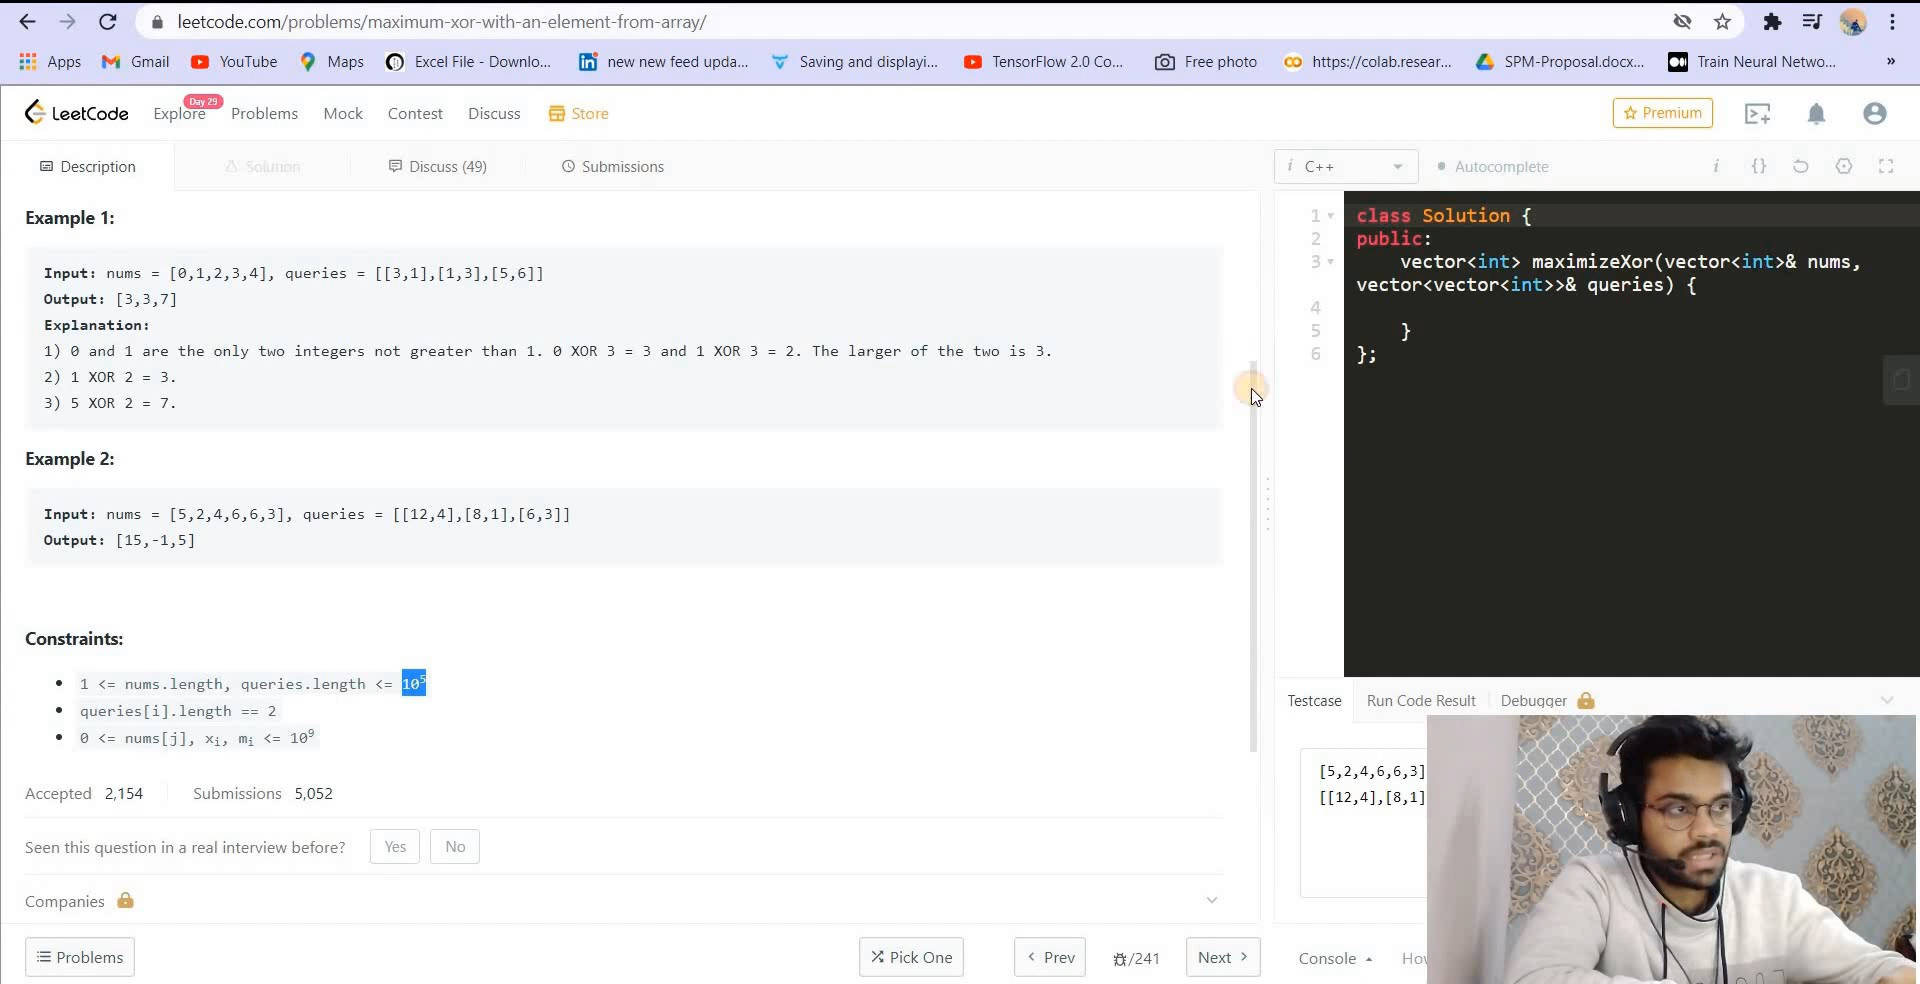 leetcode.com/problems/maximum-xor-with-an-element-from-array/
Apps Gmail YouTube Maps Excel File - Downlo... new new feed upda... Saving and displayi... TensorFlow 2.0 Co... Free photo https://colab.resear... SPM-Proposal.docx... Train Neural Netwo... »
LeetCode Explore Day 29 Problems Mock Contest Discuss Store Premium
Description Solution Discuss (49) Submissions
i C++ Autocomplete i {}
Example 1:
Input: nums = [0,1,2,3,4], queries = [[3,1],[1,3],[5,6]]
Output: [3,3,7]
Explanation:
1) 0 and 1 are the only two integers not greater than 1. 0 XOR 3 = 3 and 1 XOR 3 = 2. The larger of the two is 3.
2) 1 XOR 2 = 3.
3) 5 XOR 2 = 7.
Example 2:
Input: nums = [5,2,4,6,6,3], queries = [[12,4],[8,1],[6,3]]
Output: [15,-1,5]
Constraints:
• 1 <= nums.length, queries.length <= 10⁵
• queries[i].length == 2
• 0 <= nums[j], xᵢ, mᵢ <= 10⁹
Accepted 2,154 Submissions 5,052
Seen this question in a real interview before? Yes No
Companies
Problems Pick One Prev /241 Next
1 class Solution {
2 public:
3 vector<int> maximizeXor(vector<int>& nums,
vector<vector<int>>& queries) {
4
5 }
6 };
Testcase Run Code Result Debugger
[5,2,4,6,6,3]
[[12,4],[8,1]
Console